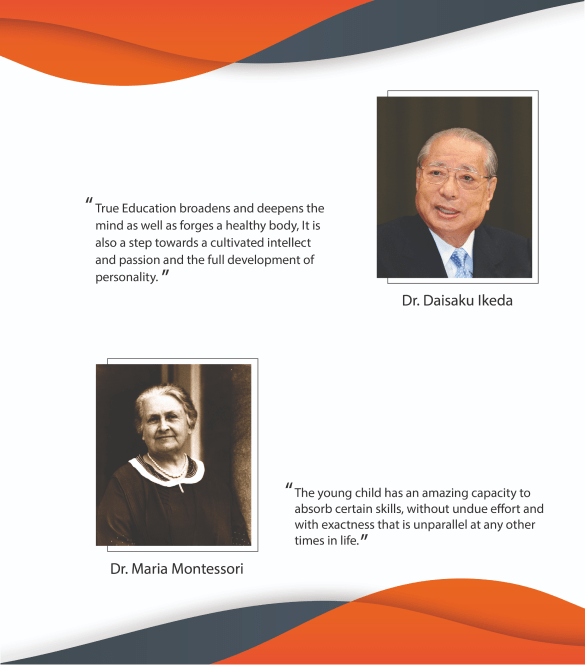 “ True Education broadens and deepens the
mind as well as forges a healthy body, It is
also a step towards a cultivated intellect
and passion and the full development of
personality. ”
Dr. Daisaku Ikeda
“ The young child has an amazing capacity to
absorb certain skills, without undue effort and
with exactness that is unparallel at any other
times in life. ”
Dr. Maria Montessori